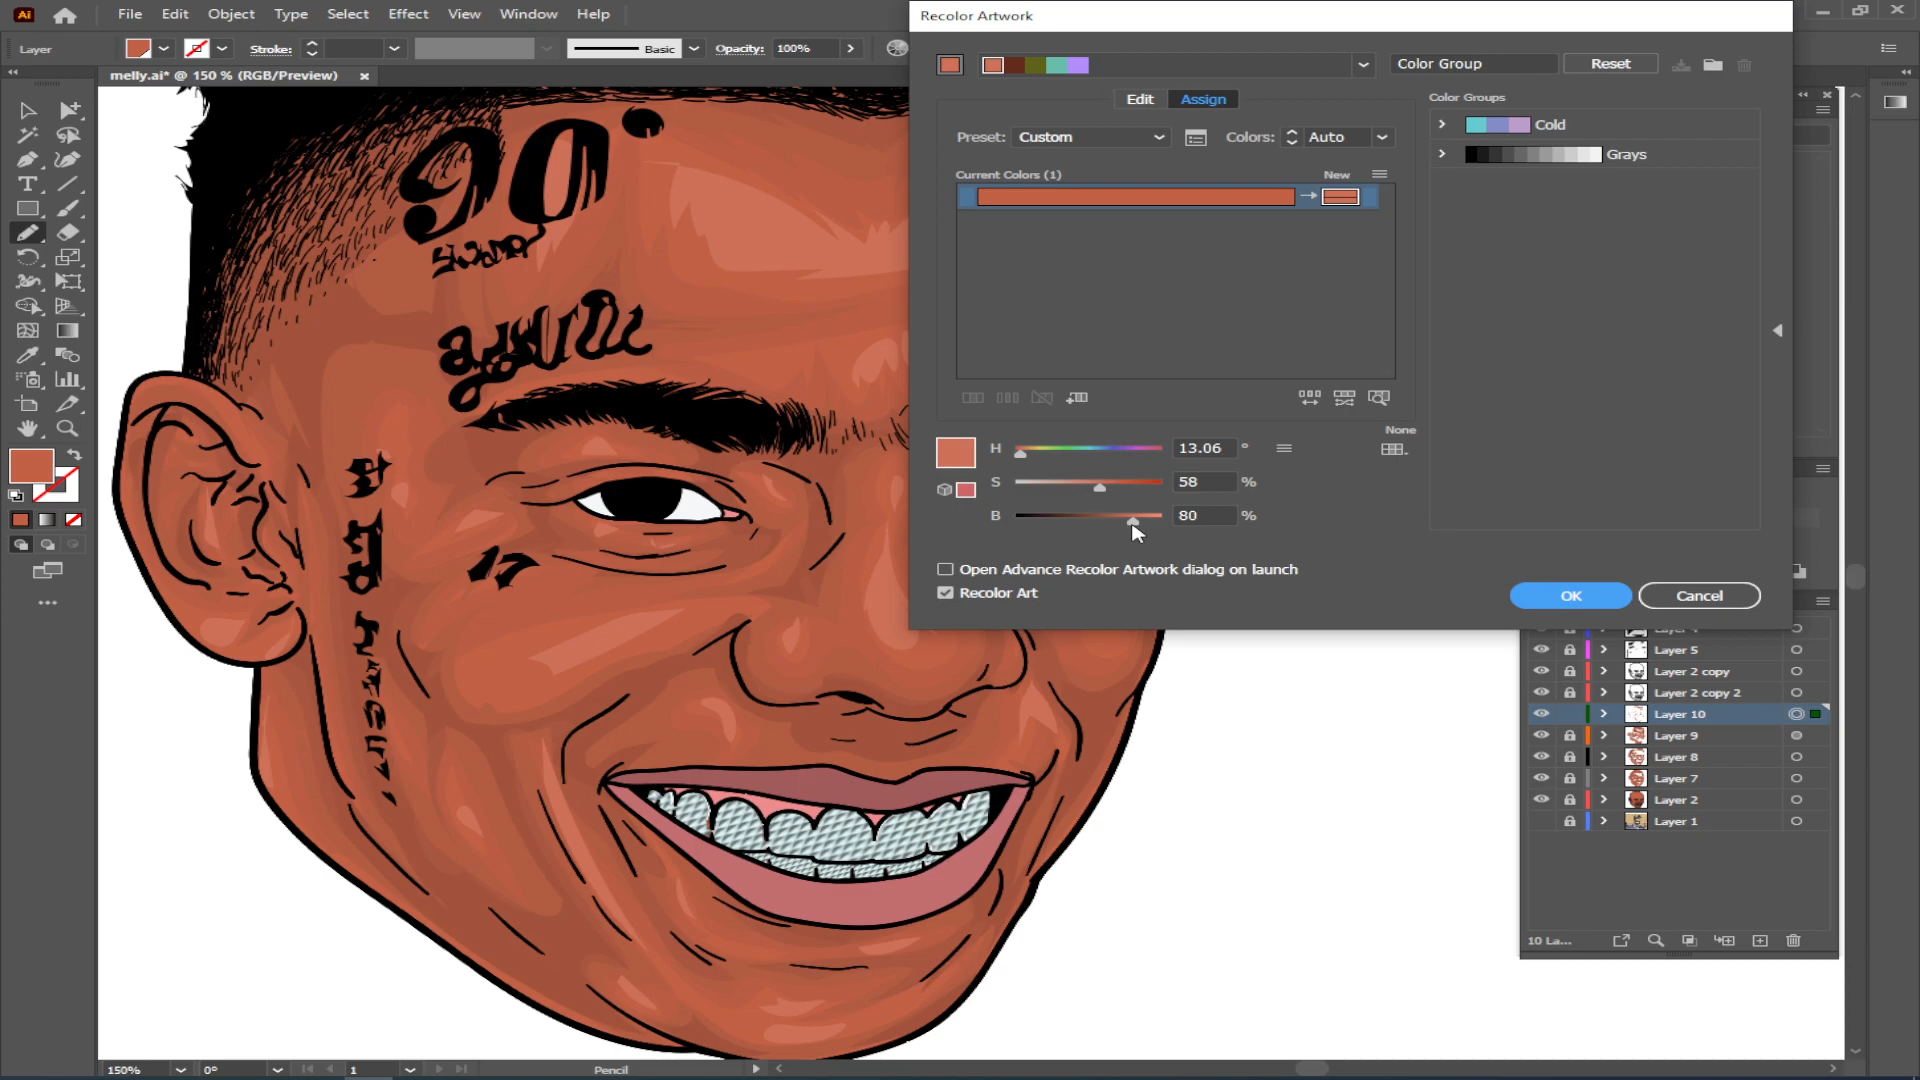 Ai
File Edit Object Type Select Effect View Window Help
Recolor Artwork
Layer
Stroke:
Basic
Opacity:
100%
Color Group
Reset
melly.ai* @ 150 % (RGB/Preview)
Edit
Assign
Color Groups
Cold
Grays
Preset:
Custom
Colors:
Auto
Current Colors (1)
New
None
H
13.06
°
S
58
%
B
80
%
Open Advance Recolor Artwork dialog on launch
Recolor Art
OK
Cancel
90°
17
Layer 4
Layer 5
Layer 2 copy
Layer 2 copy 2
Layer 10
Layer 9
Layer 8
Layer 7
Layer 2
Layer 1
10 La...
150%
0°
1
Pencil